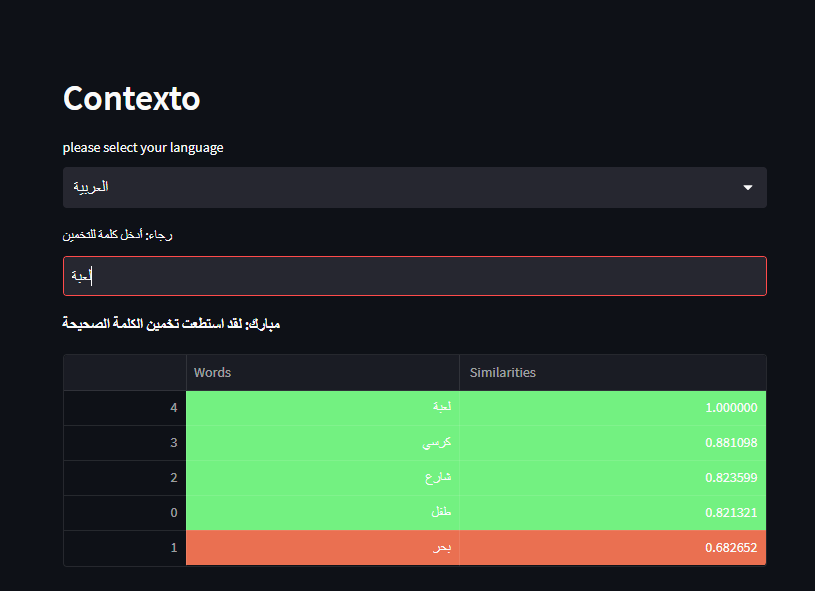 Contexto
please select your language
العربية
رجاء: أدخل كلمة للتخمين
لعبة
مبارك: لقد استطعت تخمين الكلمة الصحيحة
Words Similarities
4 لعبة 1.000000
3 كرسي 0.881098
2 شارع 0.823599
0 طفل 0.821321
1 بحر 0.682652